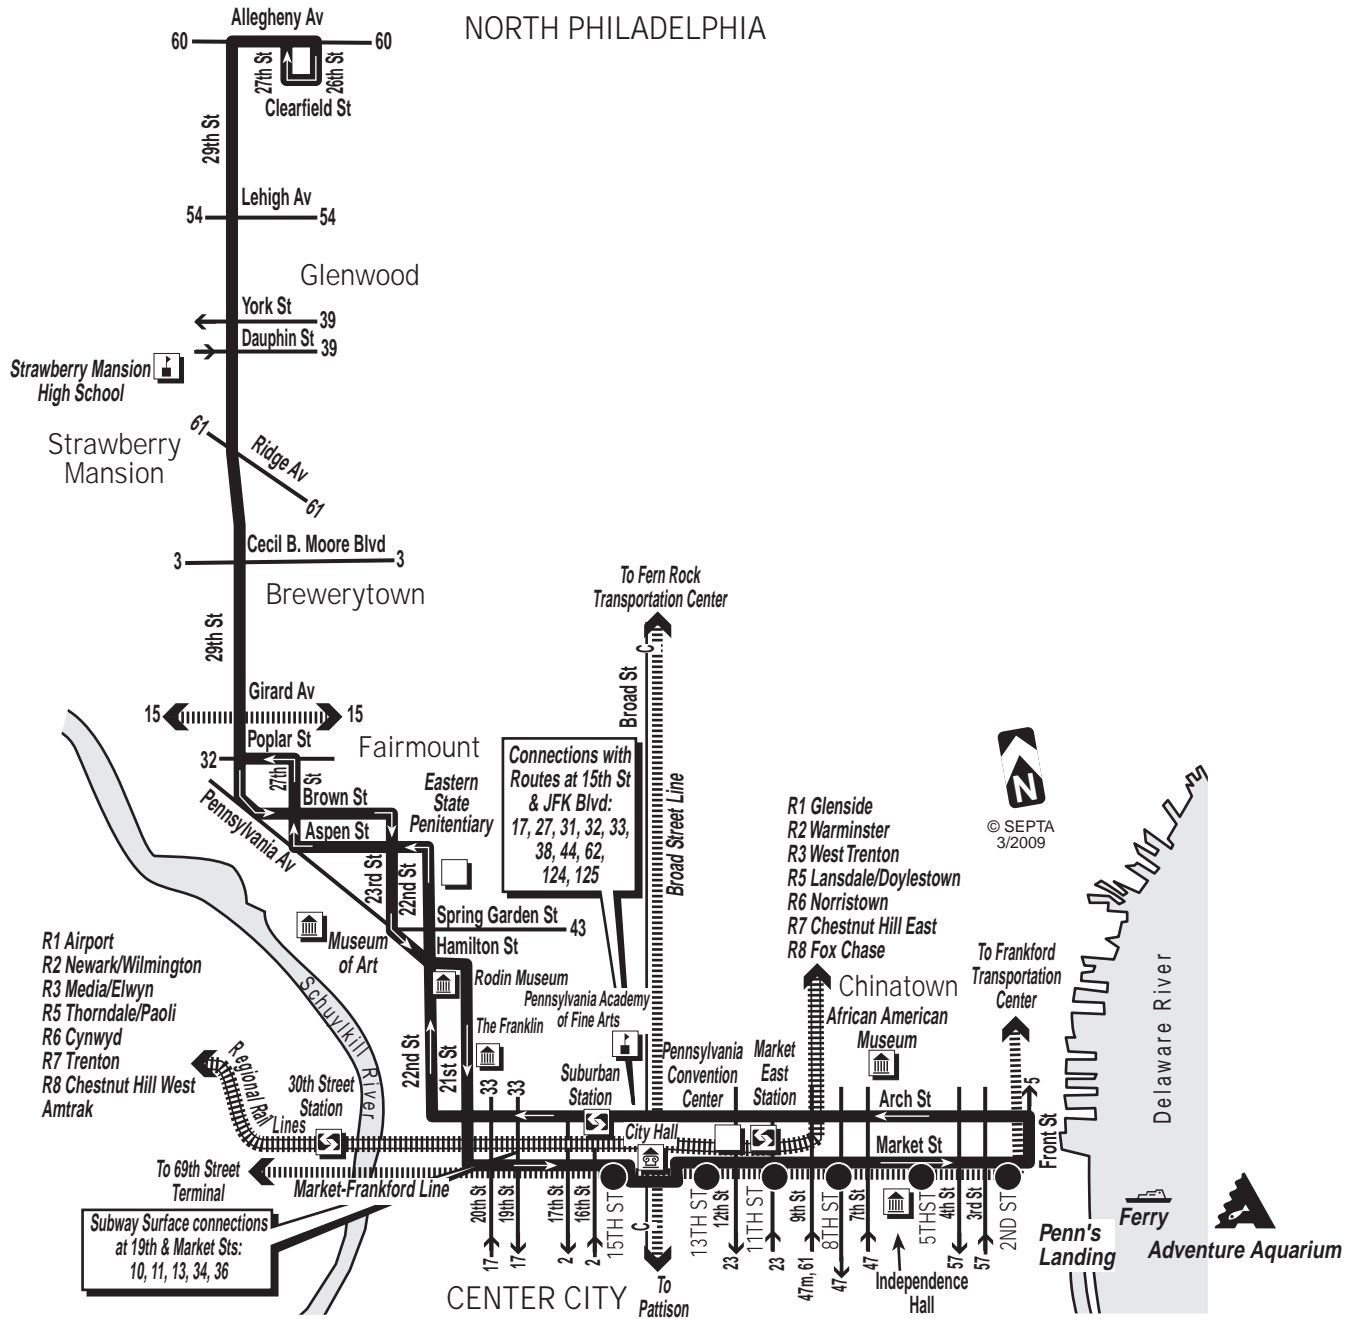 NORTH PHILADELPHIA
Allegheny Av
60
60
27th St
26th St
Clearfield St
29th St
Lehigh Av
54
54
Glenwood
York St
39
Dauphin St
39
Strawberry Mansion
High School
Strawberry
Mansion
61
Ridge Av
61
Cecil B. Moore Blvd
3
3
Brewerytown
29th St
Girard Av
15
15
Poplar St
32
27th St
Fairmount
Pennsylvania Av
Brown St
Aspen St
Eastern
State
Penitentiary
23rd St
22nd St
Spring Garden St
43
Hamilton St
Museum
of Art
Rodin Museum
The Franklin
22nd St
21st St
To Fern Rock
Transportation Center
C
Broad St
Broad Street Line
Connections with
Routes at 15th St
& JFK Blvd:
17, 27, 31, 32, 33,
38, 44, 62,
124, 125
Pennsylvania Academy
of Fine Arts
N
© SEPTA
3/2009
R1 Glenside
R2 Warminster
R3 West Trenton
R5 Lansdale/Doylestown
R6 Norristown
R7 Chestnut Hill East
R8 Fox Chase
Chinatown
African American
Museum
To Frankford
Transportation
Center
Delaware River
R1 Airport
R2 Newark/Wilmington
R3 Media/Elwyn
R5 Thorndale/Paoli
R6 Cynwyd
R7 Trenton
R8 Chestnut Hill West
Amtrak
Schuylkill River
Regional Rail
Lines
30th Street
Station
33
33
Suburban
Station
City Hall
Pennsylvania
Convention
Center
Market
East
Station
Arch St
Market St
5
Front St
To 69th Street
Terminal
Market-Frankford Line
Subway Surface connections
at 19th & Market Sts:
10, 11, 13, 34, 36
20th St
19th St
17th St
16th St
15TH ST
C
13TH ST
12th St
11TH ST
9th St
8TH ST
7th St
5THST
4th St
3rd St
2ND ST
17
17
2
2
23
23
47m, 61
47
47
57
57
To
Pattison
CENTER CITY
Independence
Hall
Penn's
Landing
Ferry
Adventure Aquarium